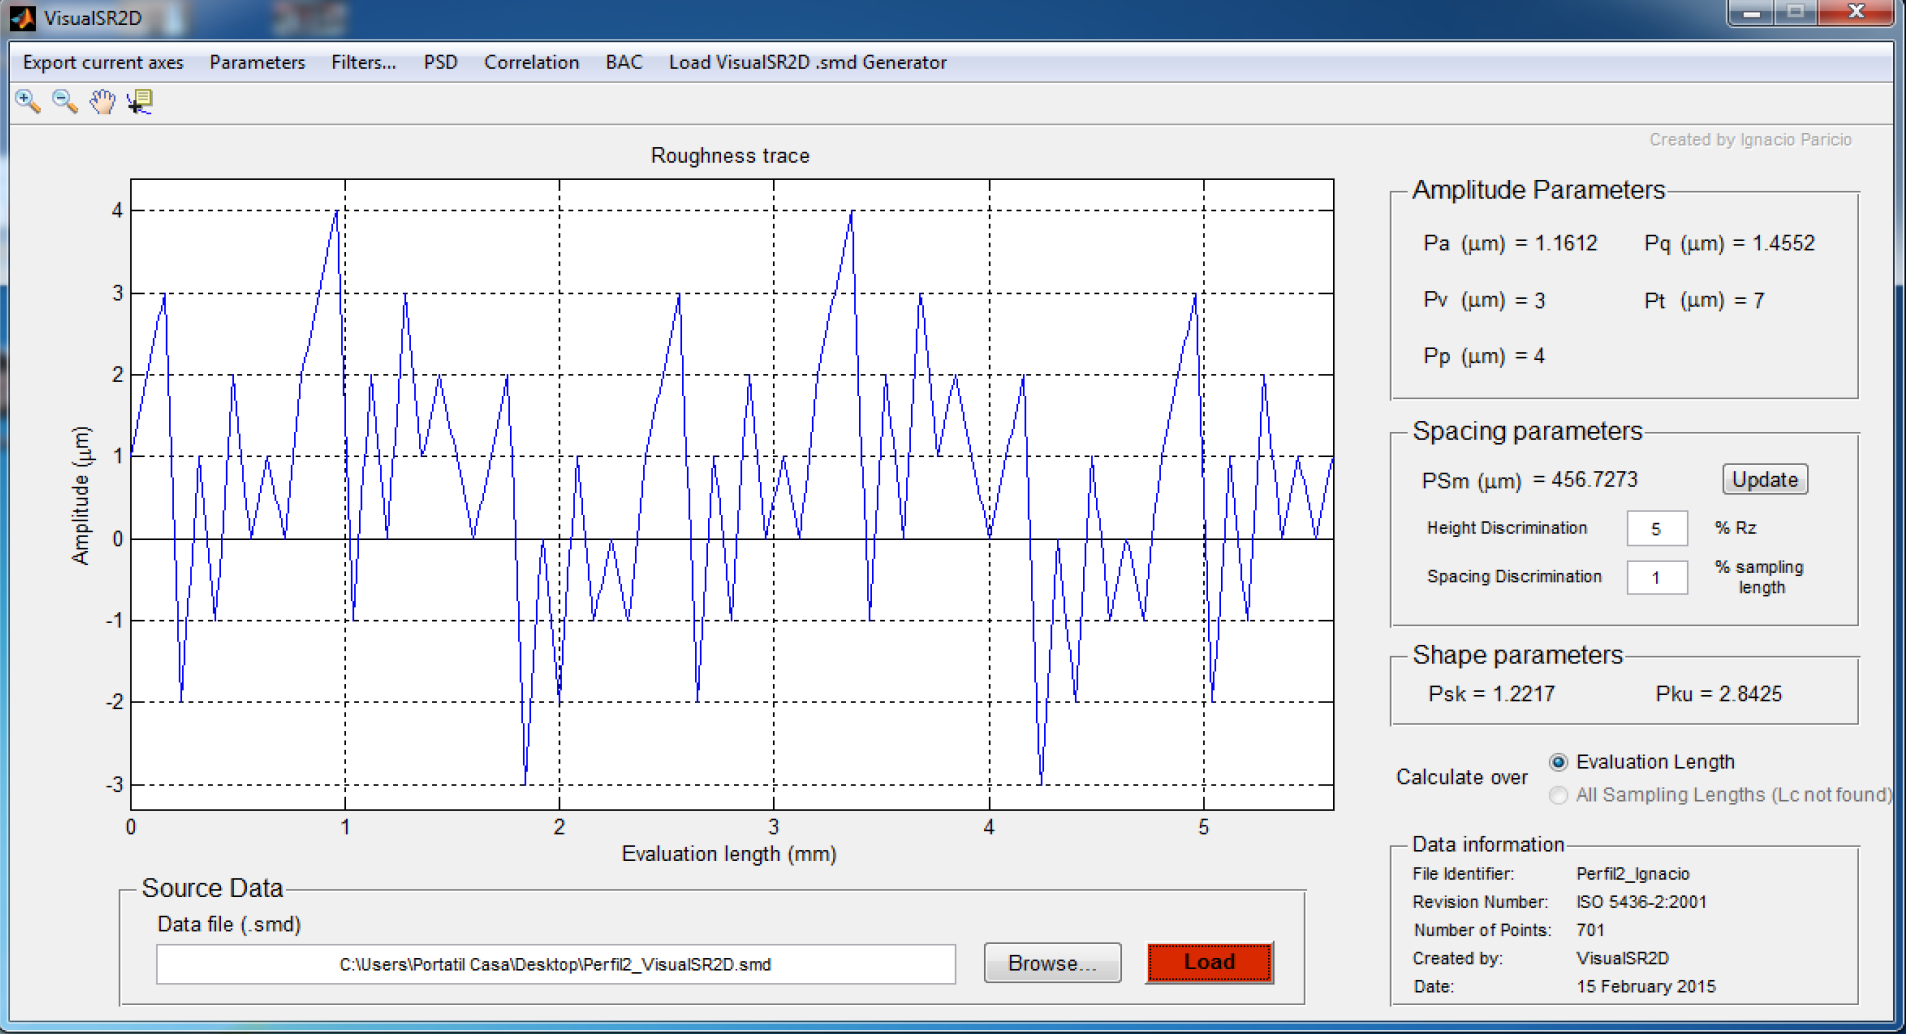 VisualSR2D
Export current axes Parameters Filters... PSD Correlation BAC Load VisualSR2D .smd Generator
Created by Ignacio Paricio
Roughness trace
4
3
2
1
0
-1
-2
-3
Amplitude (μm)
0 1 2 3 4 5
Evaluation length (mm)
Amplitude Parameters
Pa (μm) = 1.1612 Pq (μm) = 1.4552
Pv (μm) = 3 Pt (μm) = 7
Pp (μm) = 4
Spacing parameters
PSm (μm) = 456.7273 Update
Height Discrimination 5 % Rz
Spacing Discrimination 1 % sampling
length
Shape parameters
Psk = 1.2217 Pku = 2.8425
Calculate over
Evaluation Length
All Sampling Lengths (Lc not found)
Source Data
Data file (.smd)
C:\Users\Portatil Casa\Desktop\Perfil2_VisualSR2D.smd
Browse...
Load
Data information
File Identifier: Perfil2_Ignacio
Revision Number: ISO 5436-2:2001
Number of Points: 701
Created by: VisualSR2D
Date: 15 February 2015